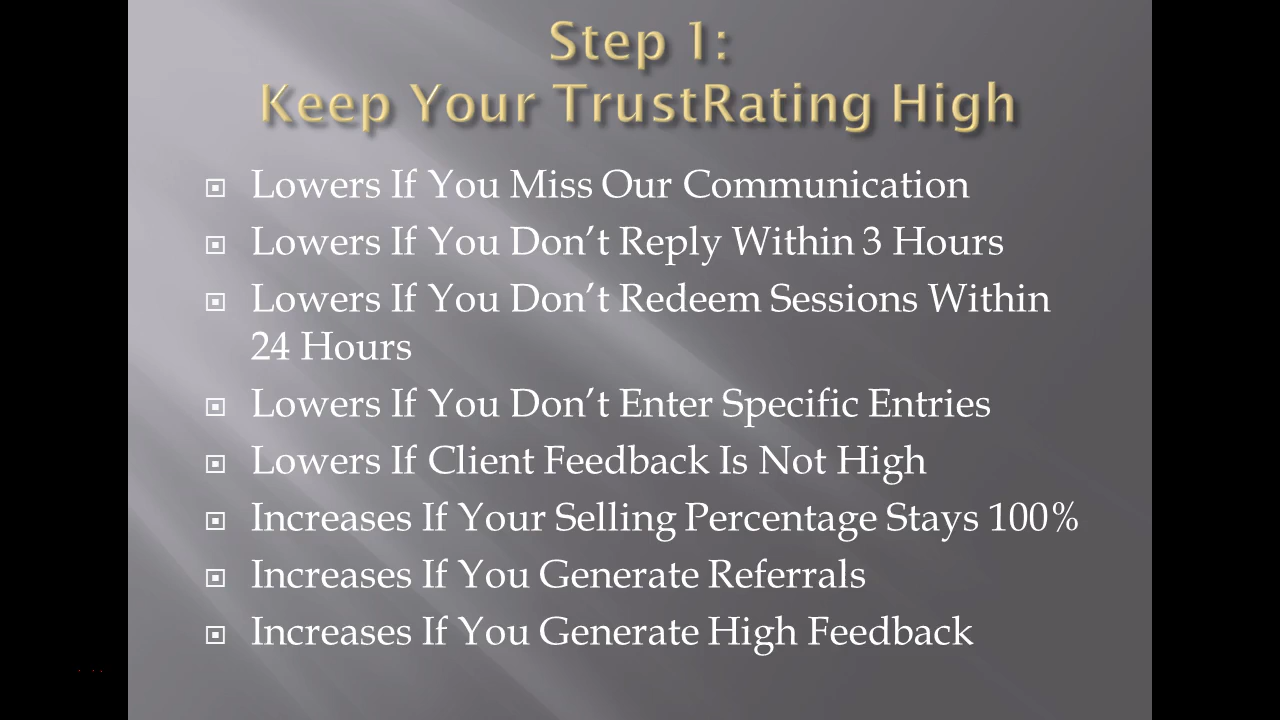 Step 1:
Keep Your TrustRating High
Lowers If You Miss Our Communication
Lowers If You Don’t Reply Within 3 Hours
Lowers If You Don’t Redeem Sessions Within
24 Hours
Lowers If You Don’t Enter Specific Entries
Lowers If Client Feedback Is Not High
Increases If Your Selling Percentage Stays 100%
Increases If You Generate Referrals
Increases If You Generate High Feedback